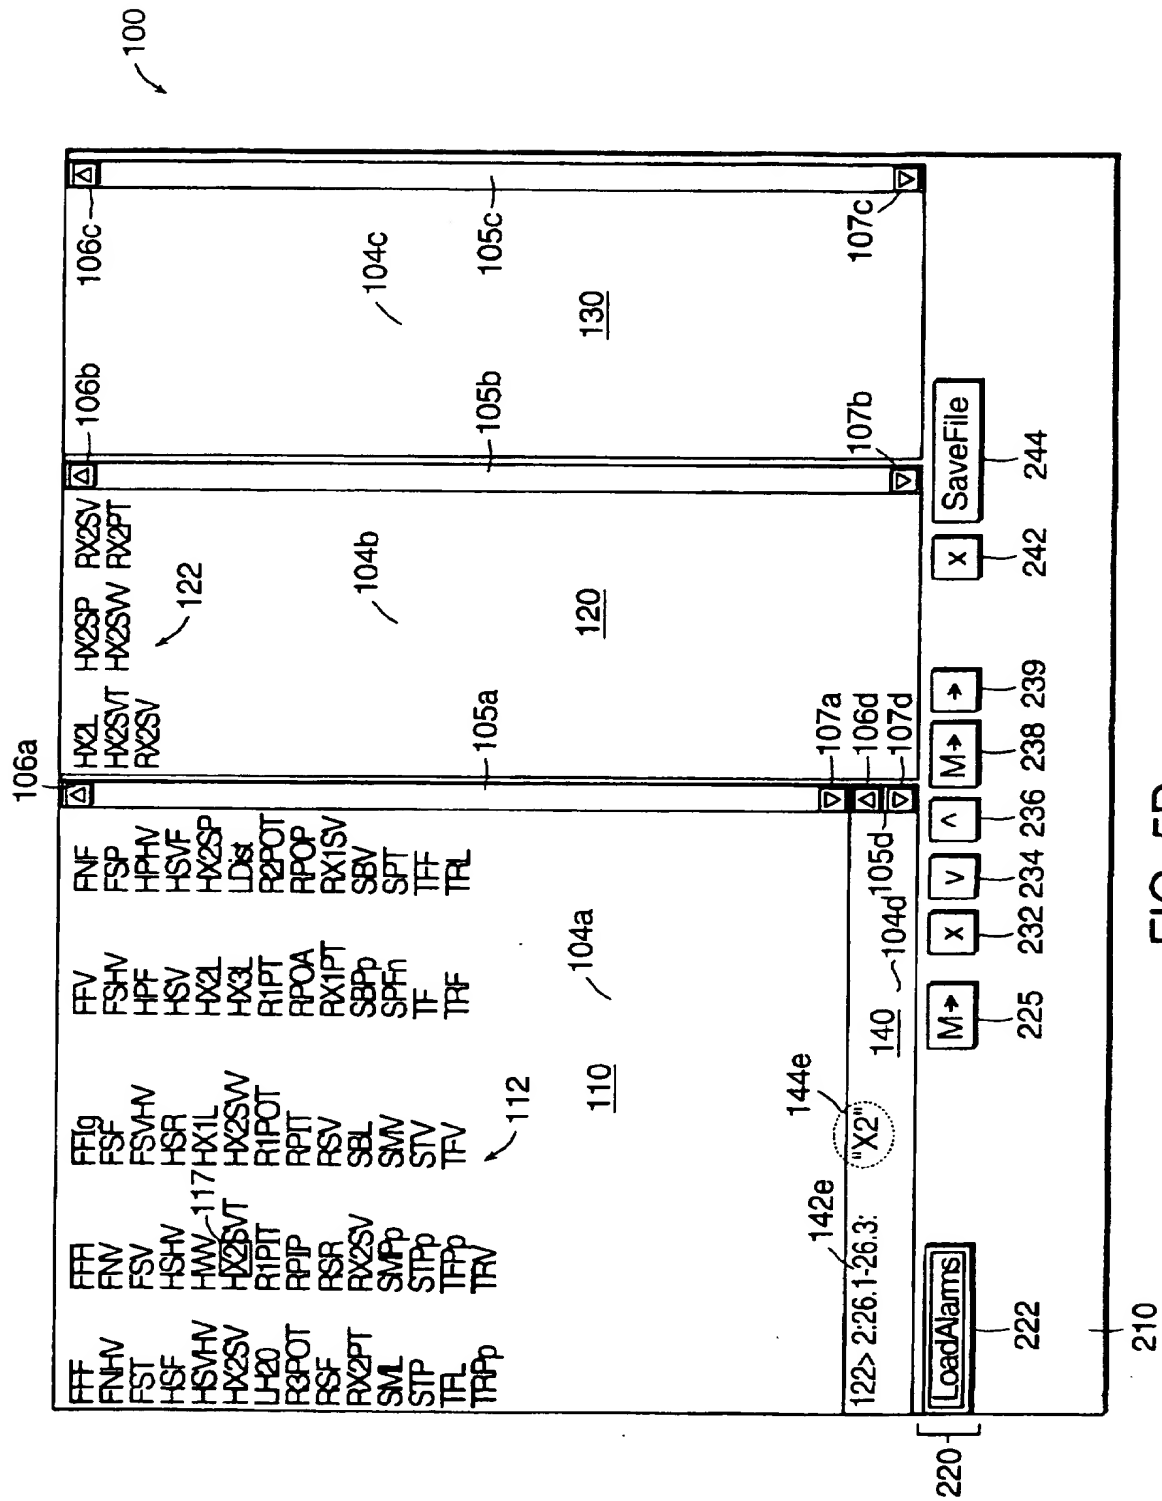 100
106a
106b
106c
FFF FFIg FFV FNF
FNHV FNV FSF FSHV FSP
FST FSV FSVHV HPF HPHV
HSF HSHV HSR HSV HSVF
HSVHV HWV HX1L HX2L HX2SP
117
HX2SV HX2SVT HX2SVV HX3L LDist
LH20 R1PIT R1POT R1PT R2POT
R3POT RPIP RPIT RPOA RPOP
RSF RSR RSV RX1PT RX1SV
RX2PT RX2SV SBL SBPp SBV
SML SMPp SMV SPFn SPT
STP STPp STV TF TFF
TFL TFPp TFV TRF TRL
TRPp TRV
112
110
104a
105a
HX2L HX2SP RX2SV
HX2SVT HX2SVV RX2PT
RX2SV
122
104b
105b
120
104c
105c
130
142e
144e
107a
106d
107d
107b
107c
122> 2:26.1-26.3: "X2"
140
104d
105d
LoadAlarms M→ x v ^ M→ → x SaveFile
220
222
225
232
234
236
238
239
242
244
210
FIG.